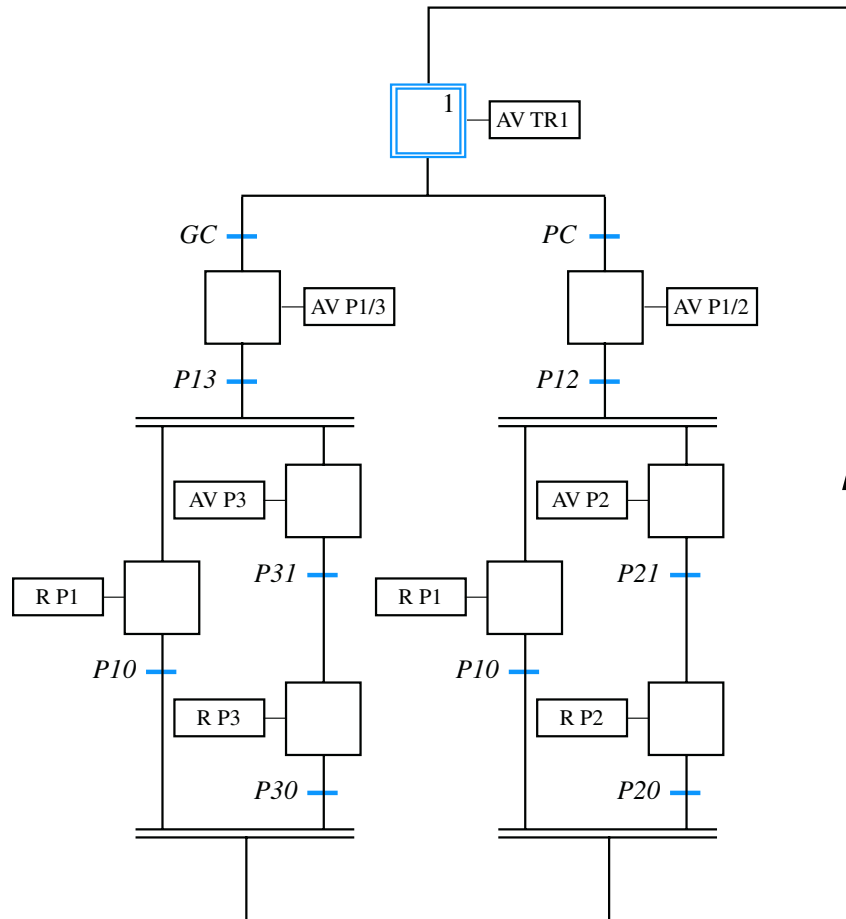 1
AV TR1
GC
PC
AV P1/3
AV P1/2
P13
P12
AV P3
AV P2
P31
P21
R P1
R P1
P10
P10
R P3
R P2
P30
P20